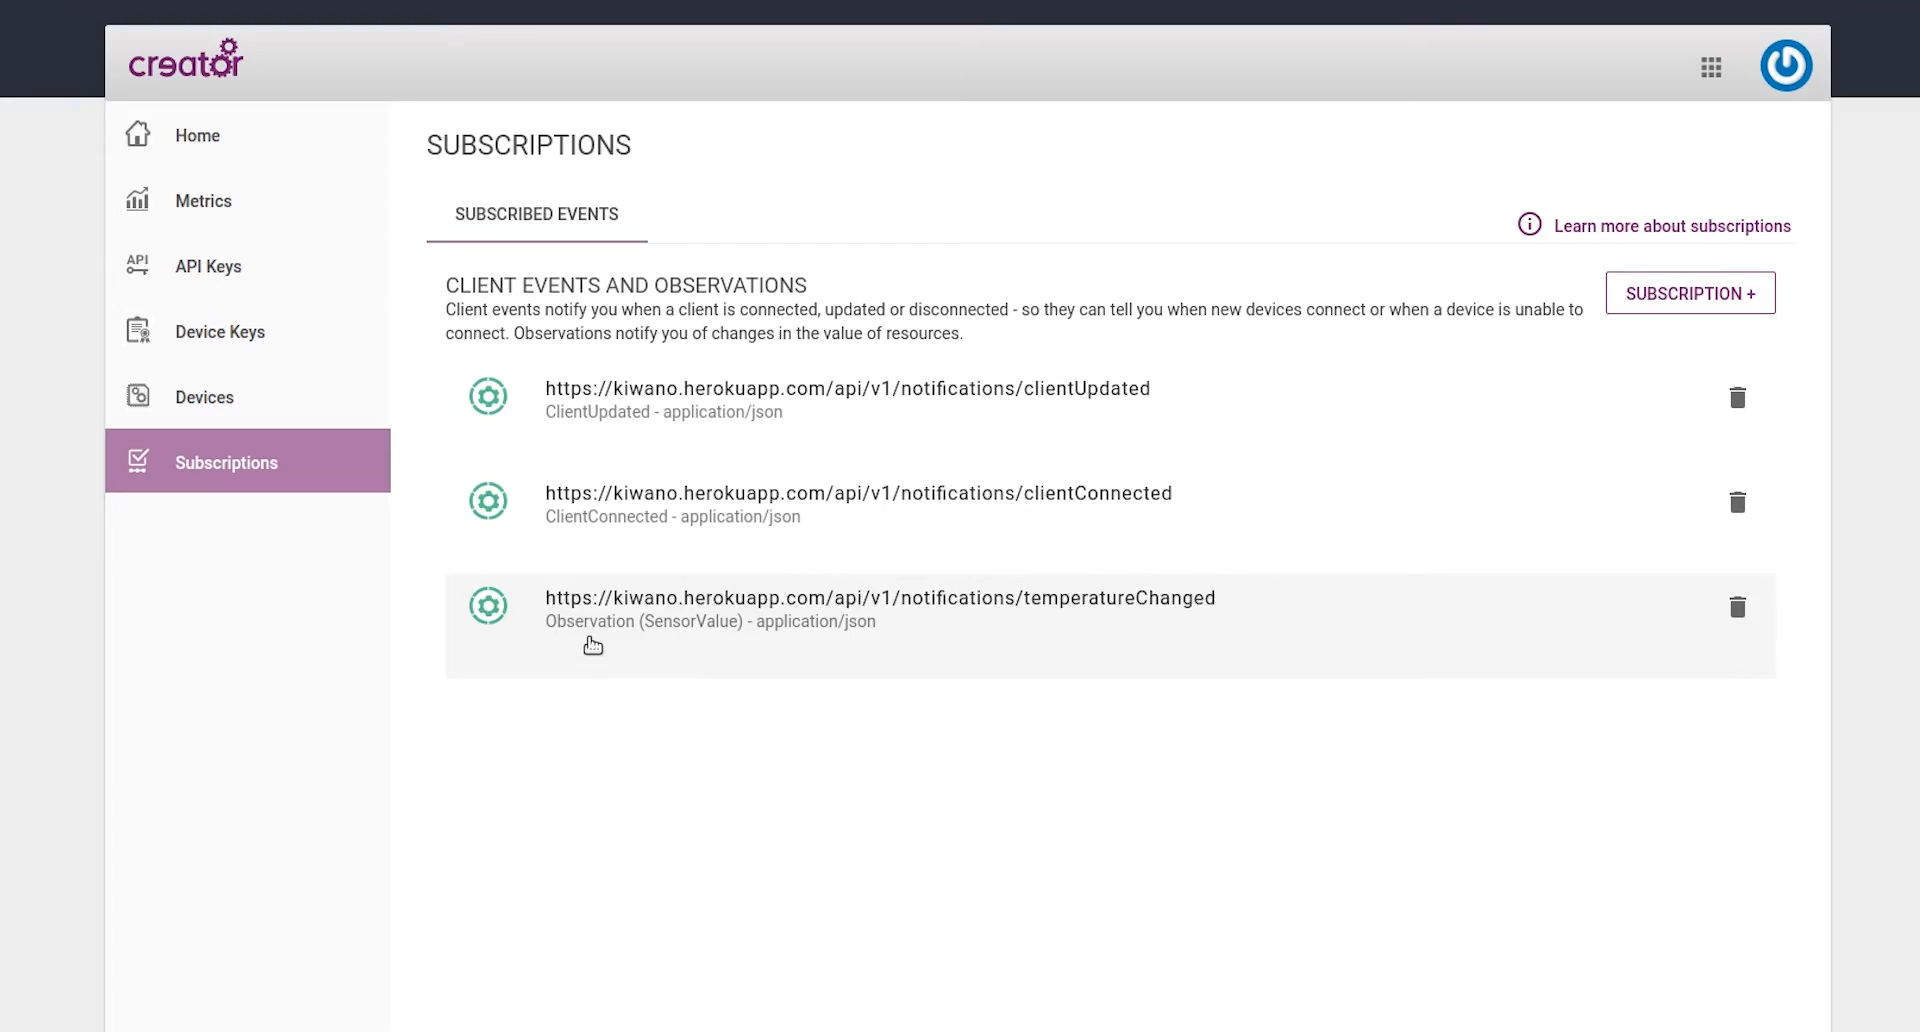 creator
Home
Metrics
API
API Keys
Device Keys
Devices
Subscriptions
SUBSCRIPTIONS
SUBSCRIBED EVENTS
Learn more about subscriptions
CLIENT EVENTS AND OBSERVATIONS
Client events notify you when a client is connected, updated or disconnected - so they can tell you when new devices connect or when a device is unable to
connect. Observations notify you of changes in the value of resources.
SUBSCRIPTION +
https://kiwano.herokuapp.com/api/v1/notifications/clientUpdated
ClientUpdated - application/json
https://kiwano.herokuapp.com/api/v1/notifications/clientConnected
ClientConnected - application/json
https://kiwano.herokuapp.com/api/v1/notifications/temperatureChanged
Observation (SensorValue) - application/json